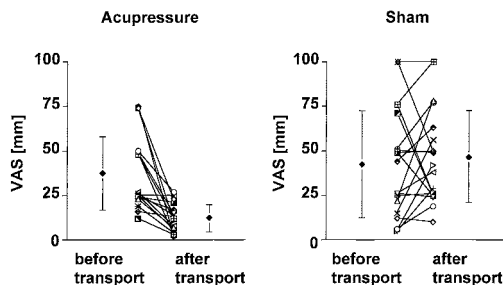 Acupressure
Sham
VAS [mm]
100
75
50
25
0
before transport
after transport
VAS [mm]
100
75
50
25
0
before transport
after transport